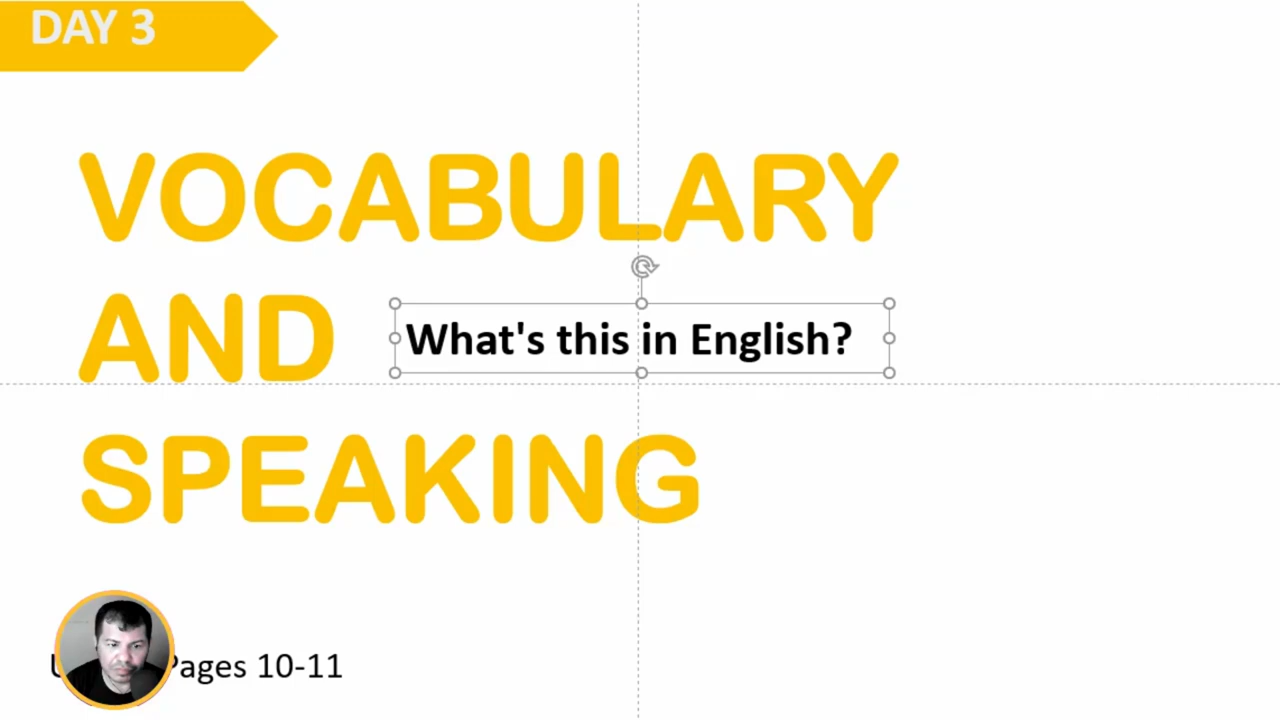 DAY 3
VOCABULARY
AND
What's this in English?
SPEAKING
Pages 10-11